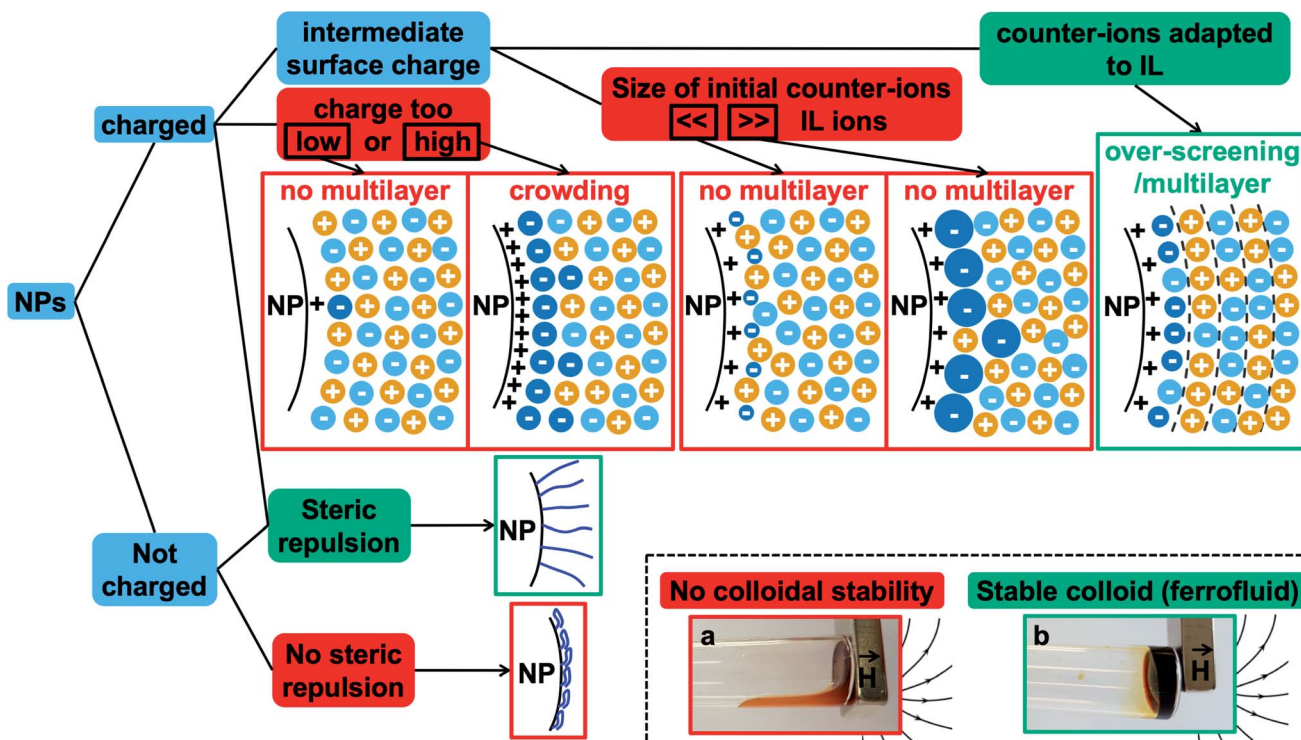 intermediate
surface charge
counter-ions adapted
to IL
Size of initial counter-ions
<< >> IL ions
charged
charge too
low or high
no multilayer
crowding
no multilayer
no multilayer
over-screening
/multilayer
NP
NP
NP
NP
NP
NPs
Steric
repulsion
NP
Not
charged
No steric
repulsion
NP
No colloidal stability
Stable colloid (ferrofluid)
a
H
b
H